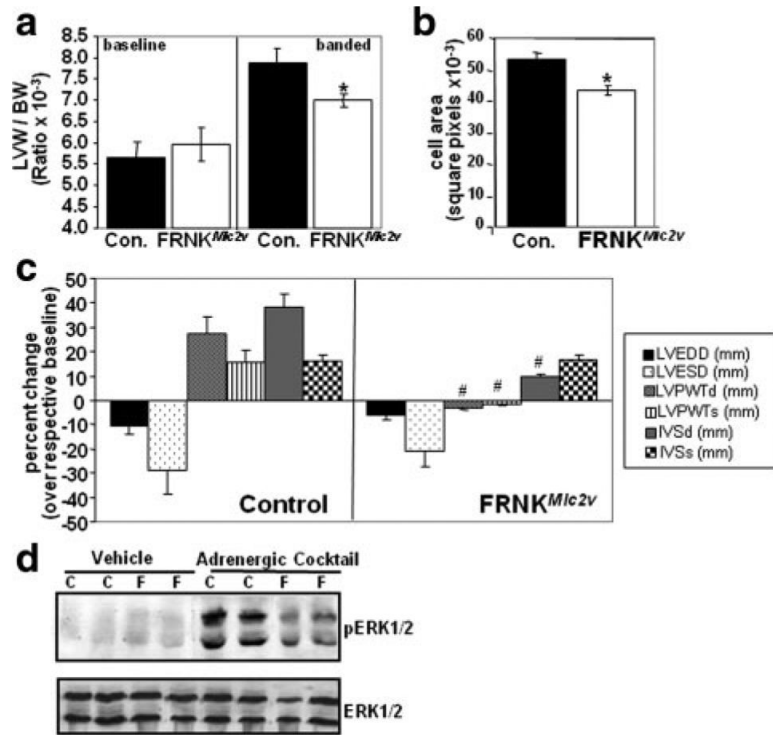 a
baseline
banded
LVW / BW
(Ratio x 10⁻³)
8.5
8.0
7.5
7.0
6.5
6.0
5.5
5.0
4.5
4.0
*
Con. FRNKᴹˡᶜ²ᵛ
Con. FRNKᴹˡᶜ²ᵛ
b
cell area
(square pixels x10⁻³)
60
50
40
30
20
10
0
*
Con. FRNKᴹˡᶜ²ᵛ
c
percent change
(over respective baseline)
50
40
30
20
10
0
-10
-20
-30
-40
-50
# # #
Control
FRNKᴹˡᶜ²ᵛ
LVEDD (mm)
LVESD (mm)
LVPWTd (mm)
LVPWTs (mm)
IVSd (mm)
IVSs (mm)
d
Vehicle
Adrenergic Cocktail
C C F F C C F F
pERK1/2
ERK1/2